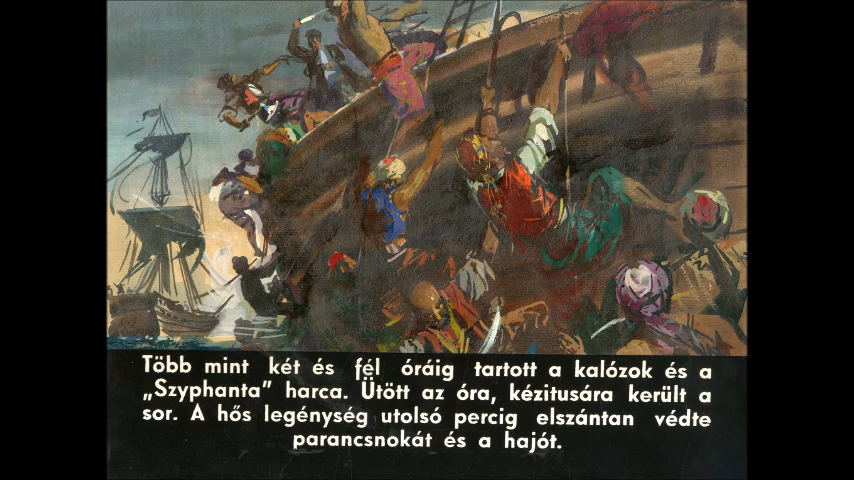 Több mint két és fél óráig tartott a kalózok és a
„Szyphanta” harca. Ütött az óra, kézitusára került a
sor. A hős legénység utolsó percig elszántan védte
parancsnokát és a hajót.